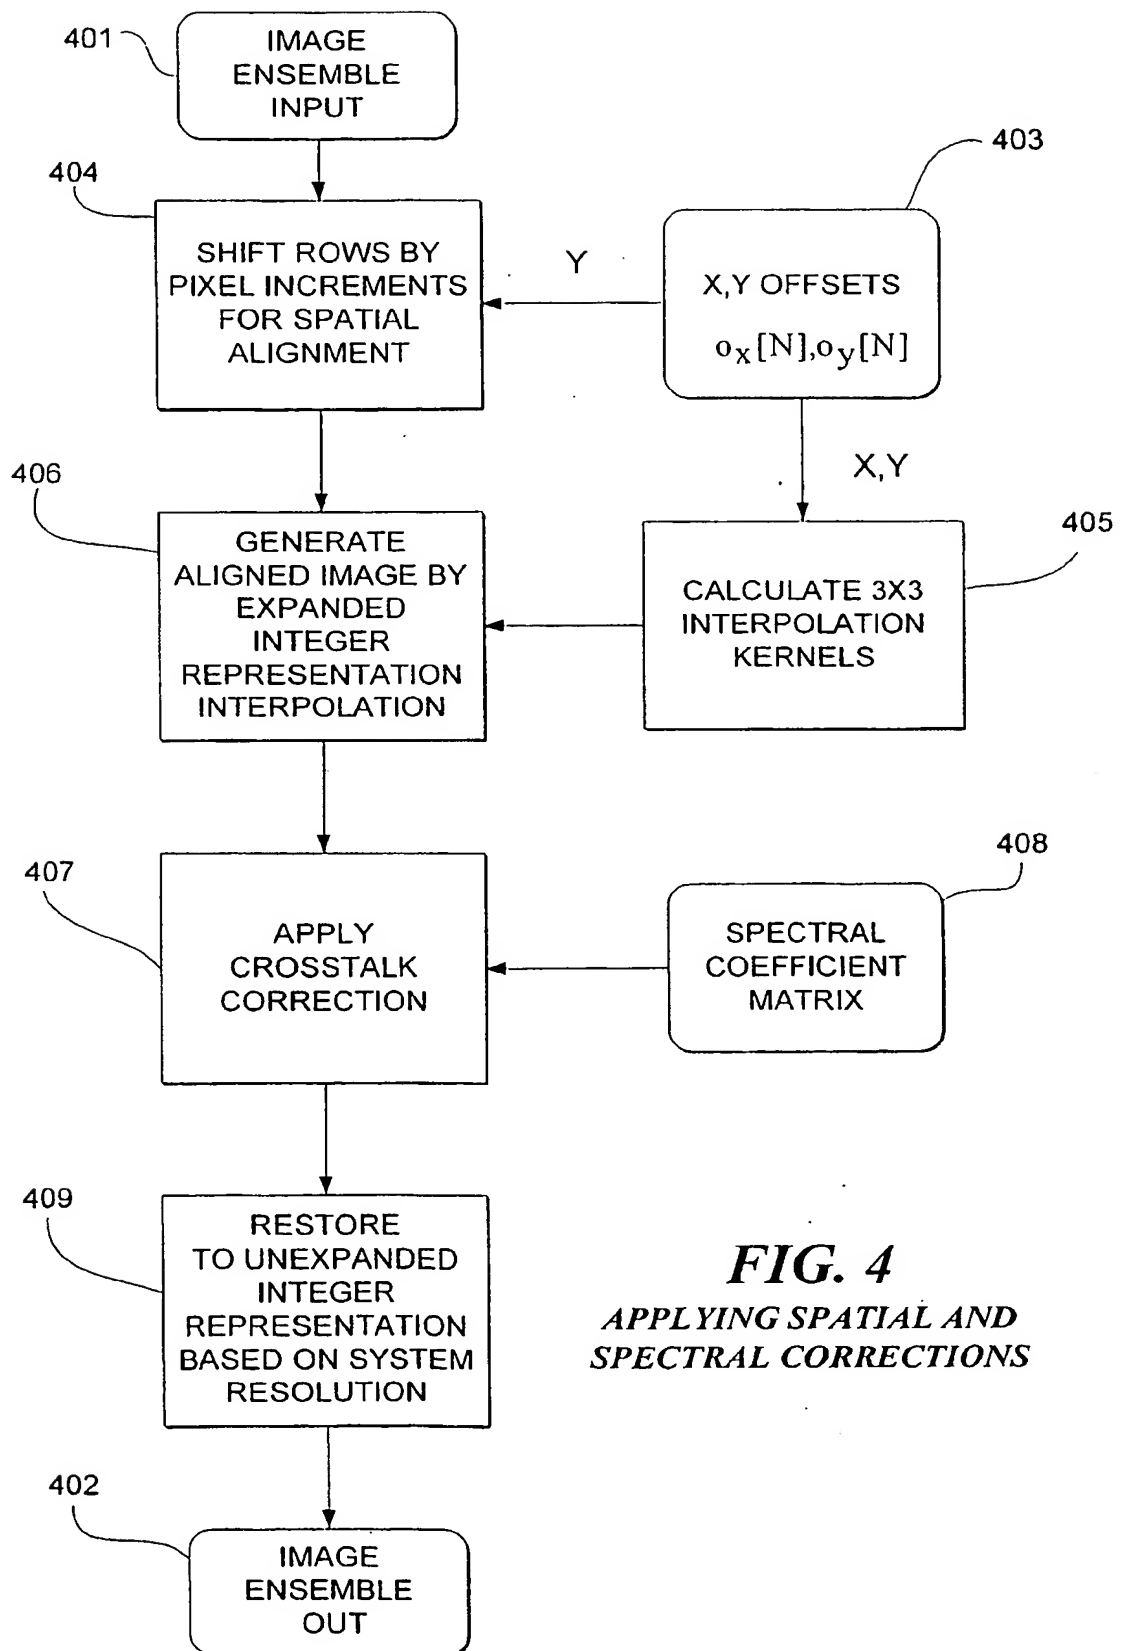 401
IMAGE
ENSEMBLE
INPUT
403
404
SHIFT ROWS BY
PIXEL INCREMENTS
FOR SPATIAL
ALIGNMENT
Y
X,Y OFFSETS
ox[N],oy[N]
X,Y
406
GENERATE
ALIGNED IMAGE BY
EXPANDED
INTEGER
REPRESENTATION
INTERPOLATION
405
CALCULATE 3X3
INTERPOLATION
KERNELS
407
APPLY
CROSSTALK
CORRECTION
408
SPECTRAL
COEFFICIENT
MATRIX
409
RESTORE
TO UNEXPANDED
INTEGER
REPRESENTATION
BASED ON SYSTEM
RESOLUTION
FIG. 4
APPLYING SPATIAL AND
SPECTRAL CORRECTIONS
402
IMAGE
ENSEMBLE
OUT